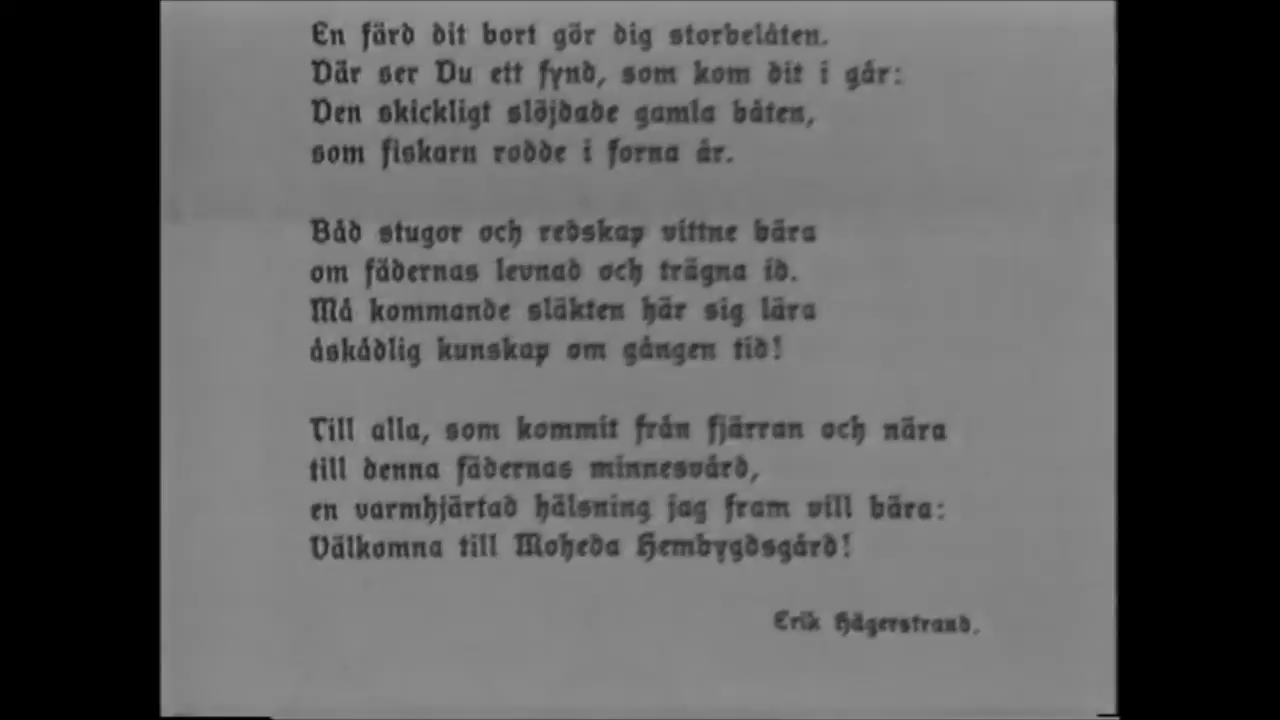 En färd dit bort gör dig storbelåten.
Där ser Du ett fynd, som kom dit i går:
Den skickligt slöjdade gamla båten,
som fiskarn rodde i forna år.
Båd stugor och redskap vittne bära
om fädernas levnad och trägna id.
Må kommande släkten här sig lära
åskådlig kunskap om gången tid!
Till alla, som kommit från fjärran och nära
till denna fädernas minnesvård,
en varmhjärtad hälsning jag fram vill bära:
Välkomna till Moheda Hembygdsgård!
Erik Hägerstrand.